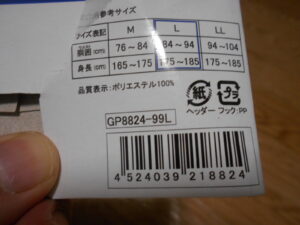 参考サイズ
サイズ表記 M L LL
胴囲(cm) 76~84 84~94 94~104
身長(cm) 165~175 175~185 175~185
品質表示:ポリエステル100%
紙 プラ
ヘッダー フック:PP
GP8824-99L
4 524039 218824